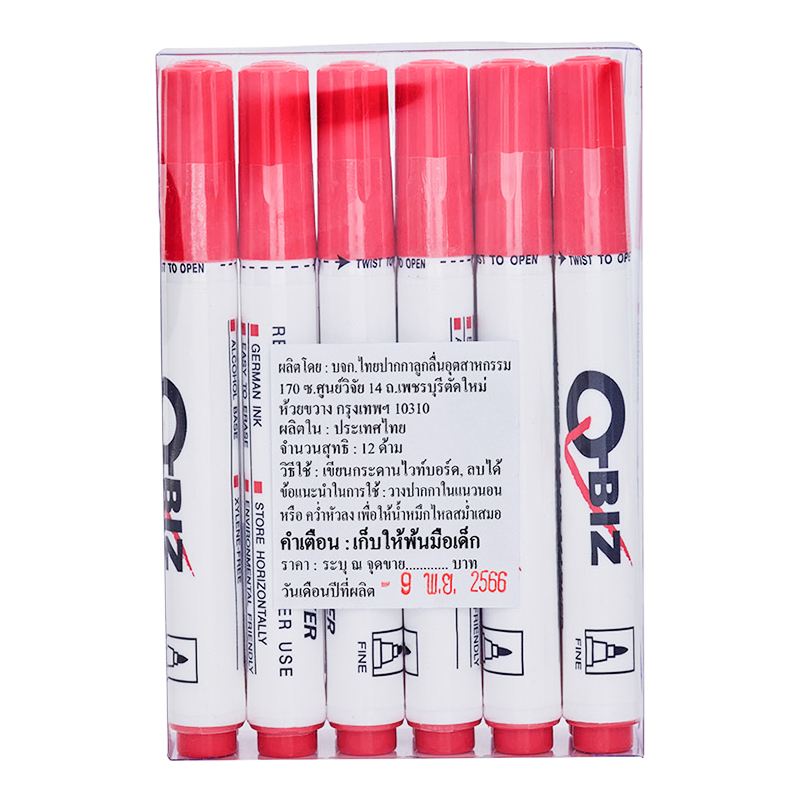 ST TO OPEN
TWIST TO OPEN
TWIST TO OPE
Q-BIZ
Q-BIZ
GERMAN INK
EASY TO ERASE
ALCOHOL BASE
STORE HORIZONTALLY
ENVIRONMENTAL FRIENDLY
XYLENE-FREE
ผลิตโดย : บจก.ไทยปากกาลูกลื่นอุตสาหกรรม
170 ซ.ศูนย์วิจัย 14 ถ.เพชรบุรีตัดใหม่
ห้วยขวาง กรุงเทพฯ 10310
ผลิตใน : ประเทศไทย
จำนวนสุทธิ : 12 ด้าม
วิธีใช้ : เขียนกระดานไวท์บอร์ด, ลบได้
ข้อแนะนำในการใช้ : วางปากกาในแนวนอน
หรือ คว่ำหัวลง เพื่อให้น้ำหมึกไหลสม่ำเสมอ
คำเตือน : เก็บให้พ้นมือเด็ก
ราคา : ระบุ ณ จุดขาย............ บาท
วันเดือนปีที่ผลิต - 9 พ.ย. 2566
ER USE
FINE
FINE